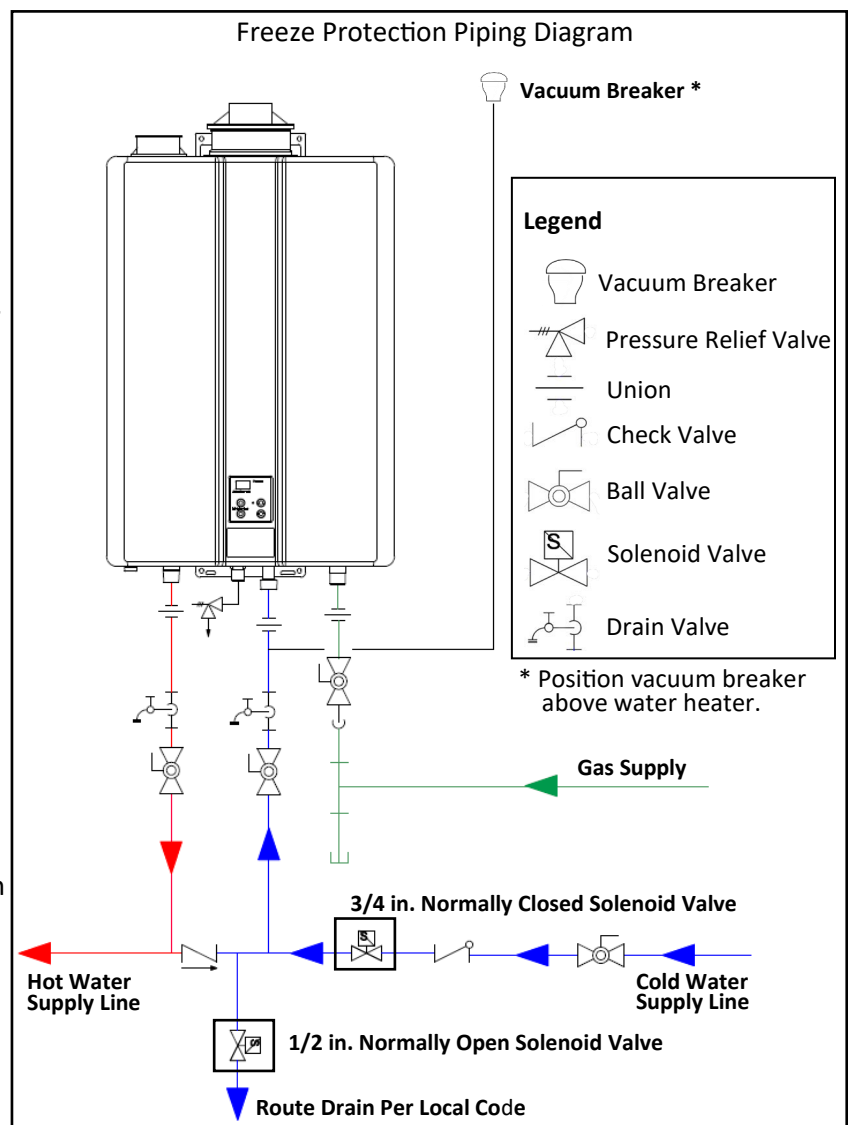 Freeze Protection Piping Diagram
Vacuum Breaker *
Legend
Vacuum Breaker
Pressure Relief Valve
Union
Check Valve
Ball Valve
S
Solenoid Valve
Drain Valve
* Position vacuum breaker
above water heater.
Gas Supply
3/4 in. Normally Closed Solenoid Valve
S
Hot Water
Supply Line
Cold Water
Supply Line
S
1/2 in. Normally Open Solenoid Valve
Route Drain Per Local Code